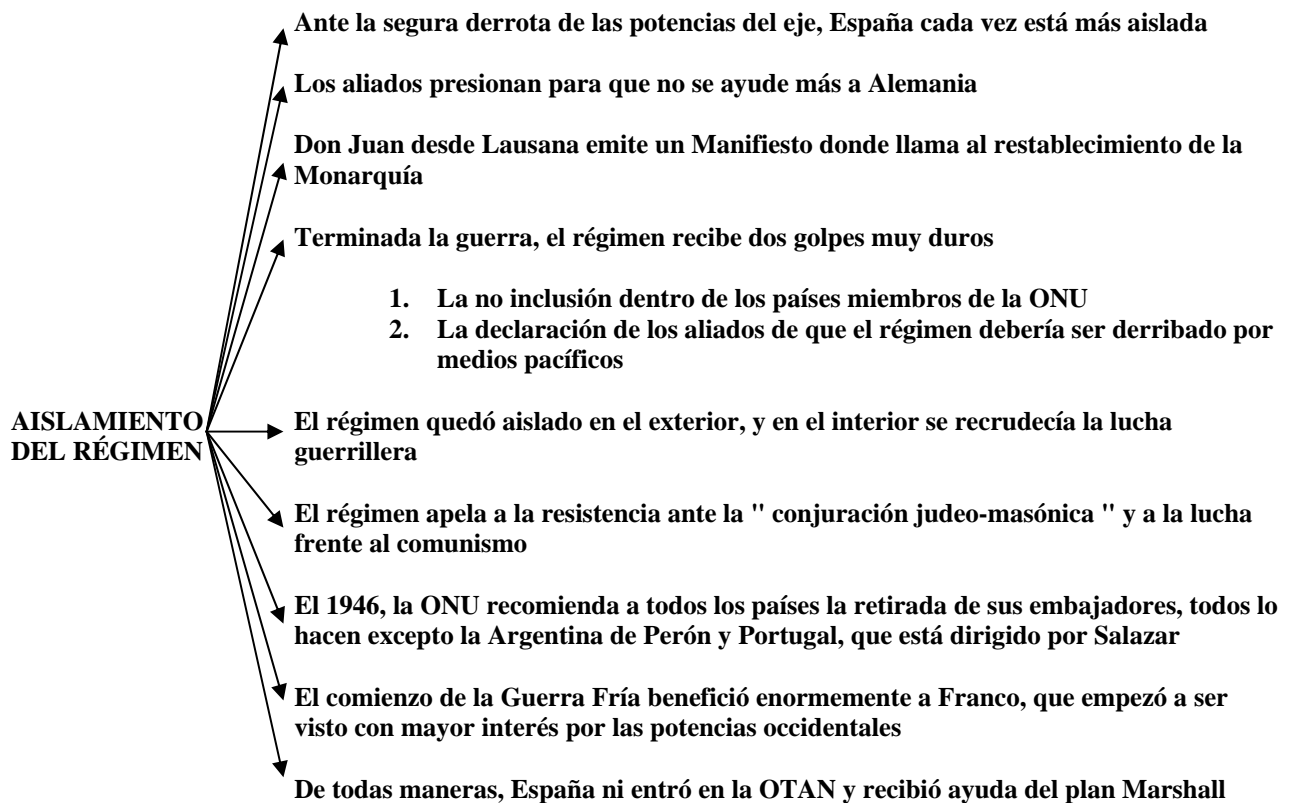 Ante la segura derrota de las potencias del eje, España cada vez está más aislada
Los aliados presionan para que no se ayude más a Alemania
Don Juan desde Lausana emite un Manifiesto donde llama al restablecimiento de la
Monarquía
Terminada la guerra, el régimen recibe dos golpes muy duros
1. La no inclusión dentro de los países miembros de la ONU
2. La declaración de los aliados de que el régimen debería ser derribado por
medios pacíficos
AISLAMIENTO
DEL RÉGIMEN
El régimen quedó aislado en el exterior, y en el interior se recrudecía la lucha
guerrillera
El régimen apela a la resistencia ante la " conjuración judeo-masónica " y a la lucha
frente al comunismo
El 1946, la ONU recomienda a todos los países la retirada de sus embajadores, todos lo
hacen excepto la Argentina de Perón y Portugal, que está dirigido por Salazar
El comienzo de la Guerra Fría benefició enormemente a Franco, que empezó a ser
visto con mayor interés por las potencias occidentales
De todas maneras, España ni entró en la OTAN y recibió ayuda del plan Marshall